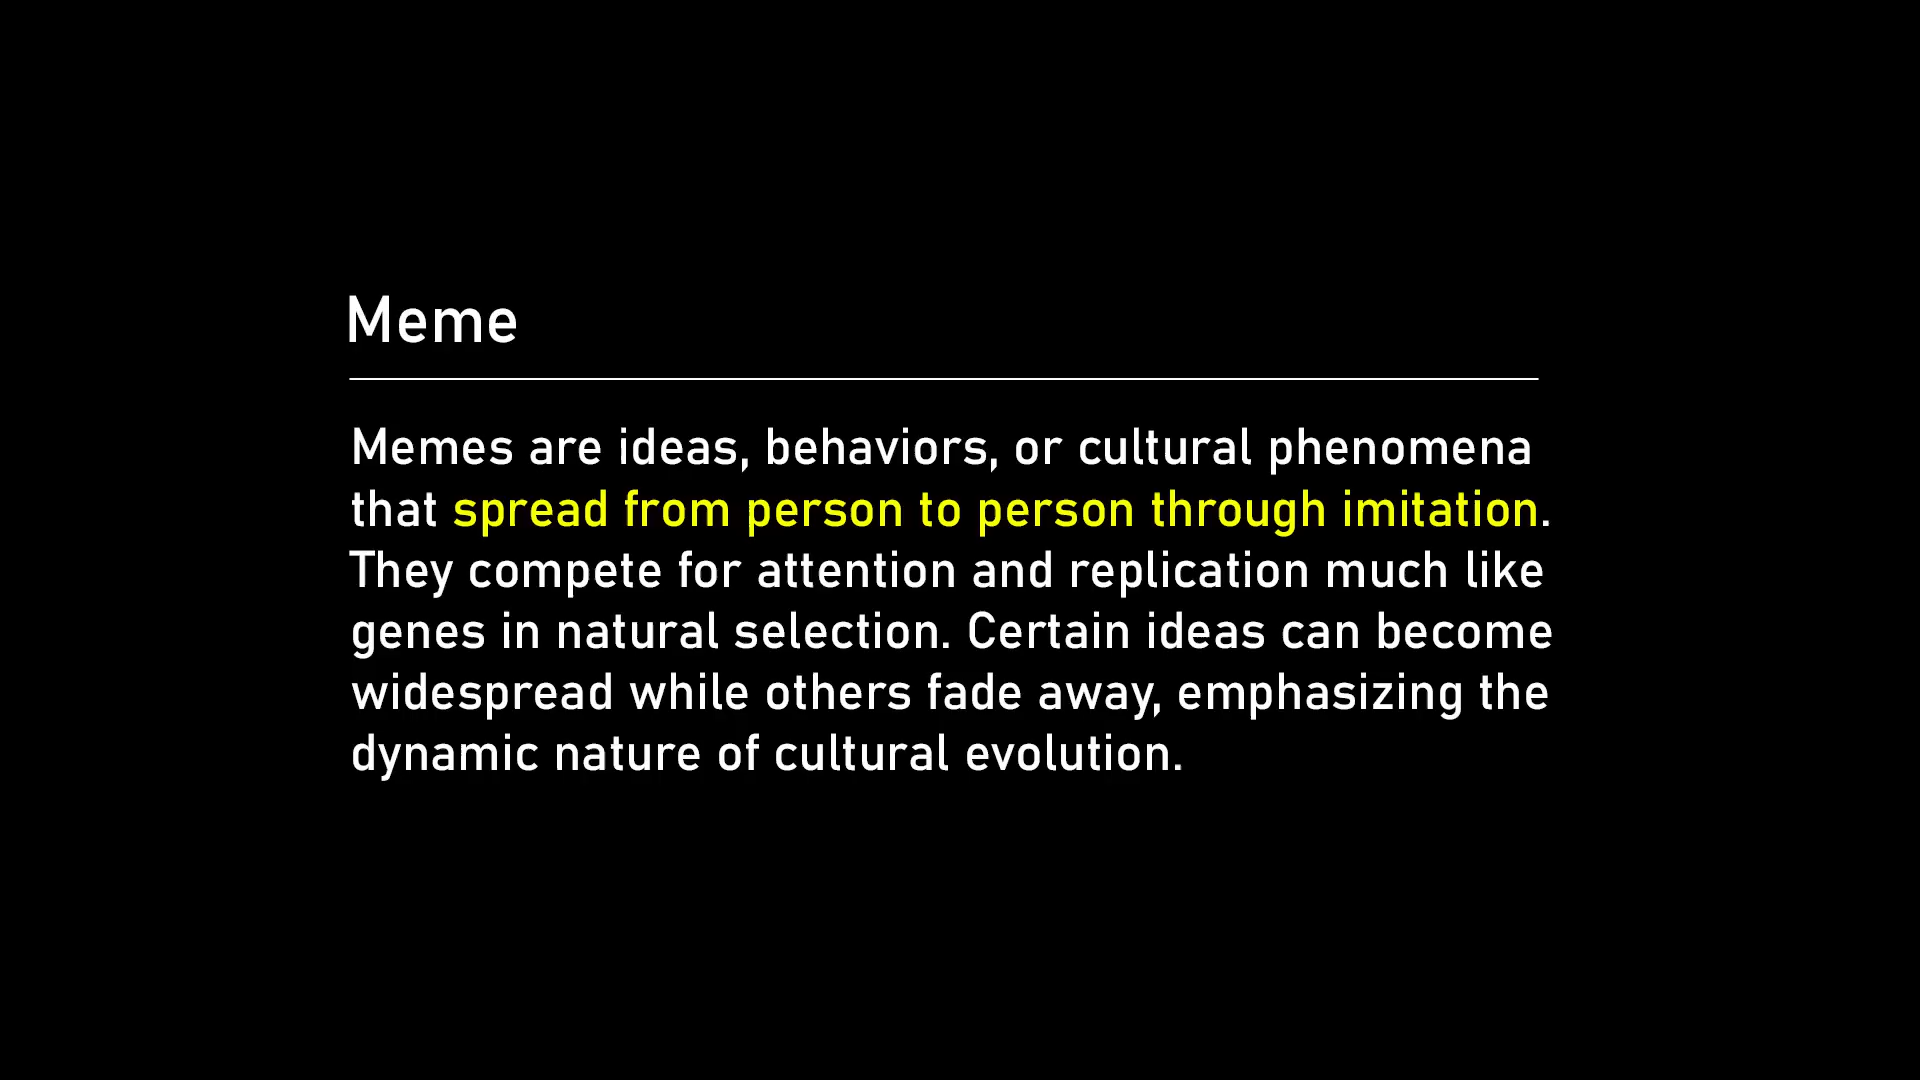 Meme
Memes are ideas, behaviors, or cultural phenomena
that spread from person to person through imitation.
They compete for attention and replication much like
genes in natural selection. Certain ideas can become
widespread while others fade away, emphasizing the
dynamic nature of cultural evolution.